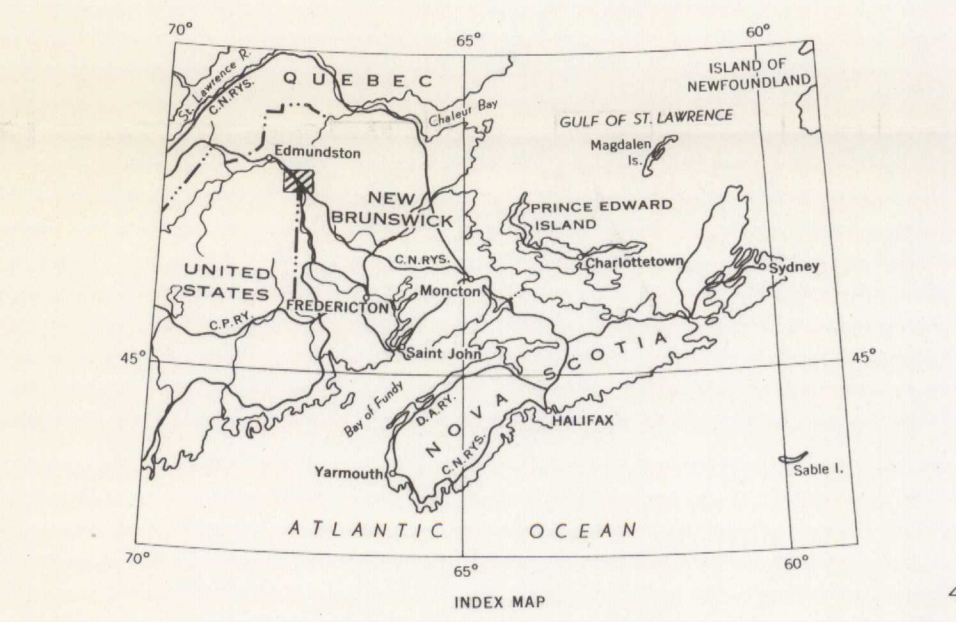 70°
65°
60°
ISLAND OF
NEWFOUNDLAND
St. Lawrence R.
C.N.RYS.
QUEBEC
Chaleur Bay
GULF OF ST. LAWRENCE
Magdalen
Is.
Edmundston
NEW
BRUNSWICK
PRINCE EDWARD
ISLAND
C.N.RYS.
Charlottetown
Sydney
UNITED
STATES
Moncton
FREDERICTON
C.P.RY.
Saint John
45°
45°
NOVA SCOTIA
Bay of Fundy
D.A.RY.
C.N.RYS.
HALIFAX
Yarmouth
Sable I.
ATLANTIC OCEAN
70°
65°
60°
INDEX MAP